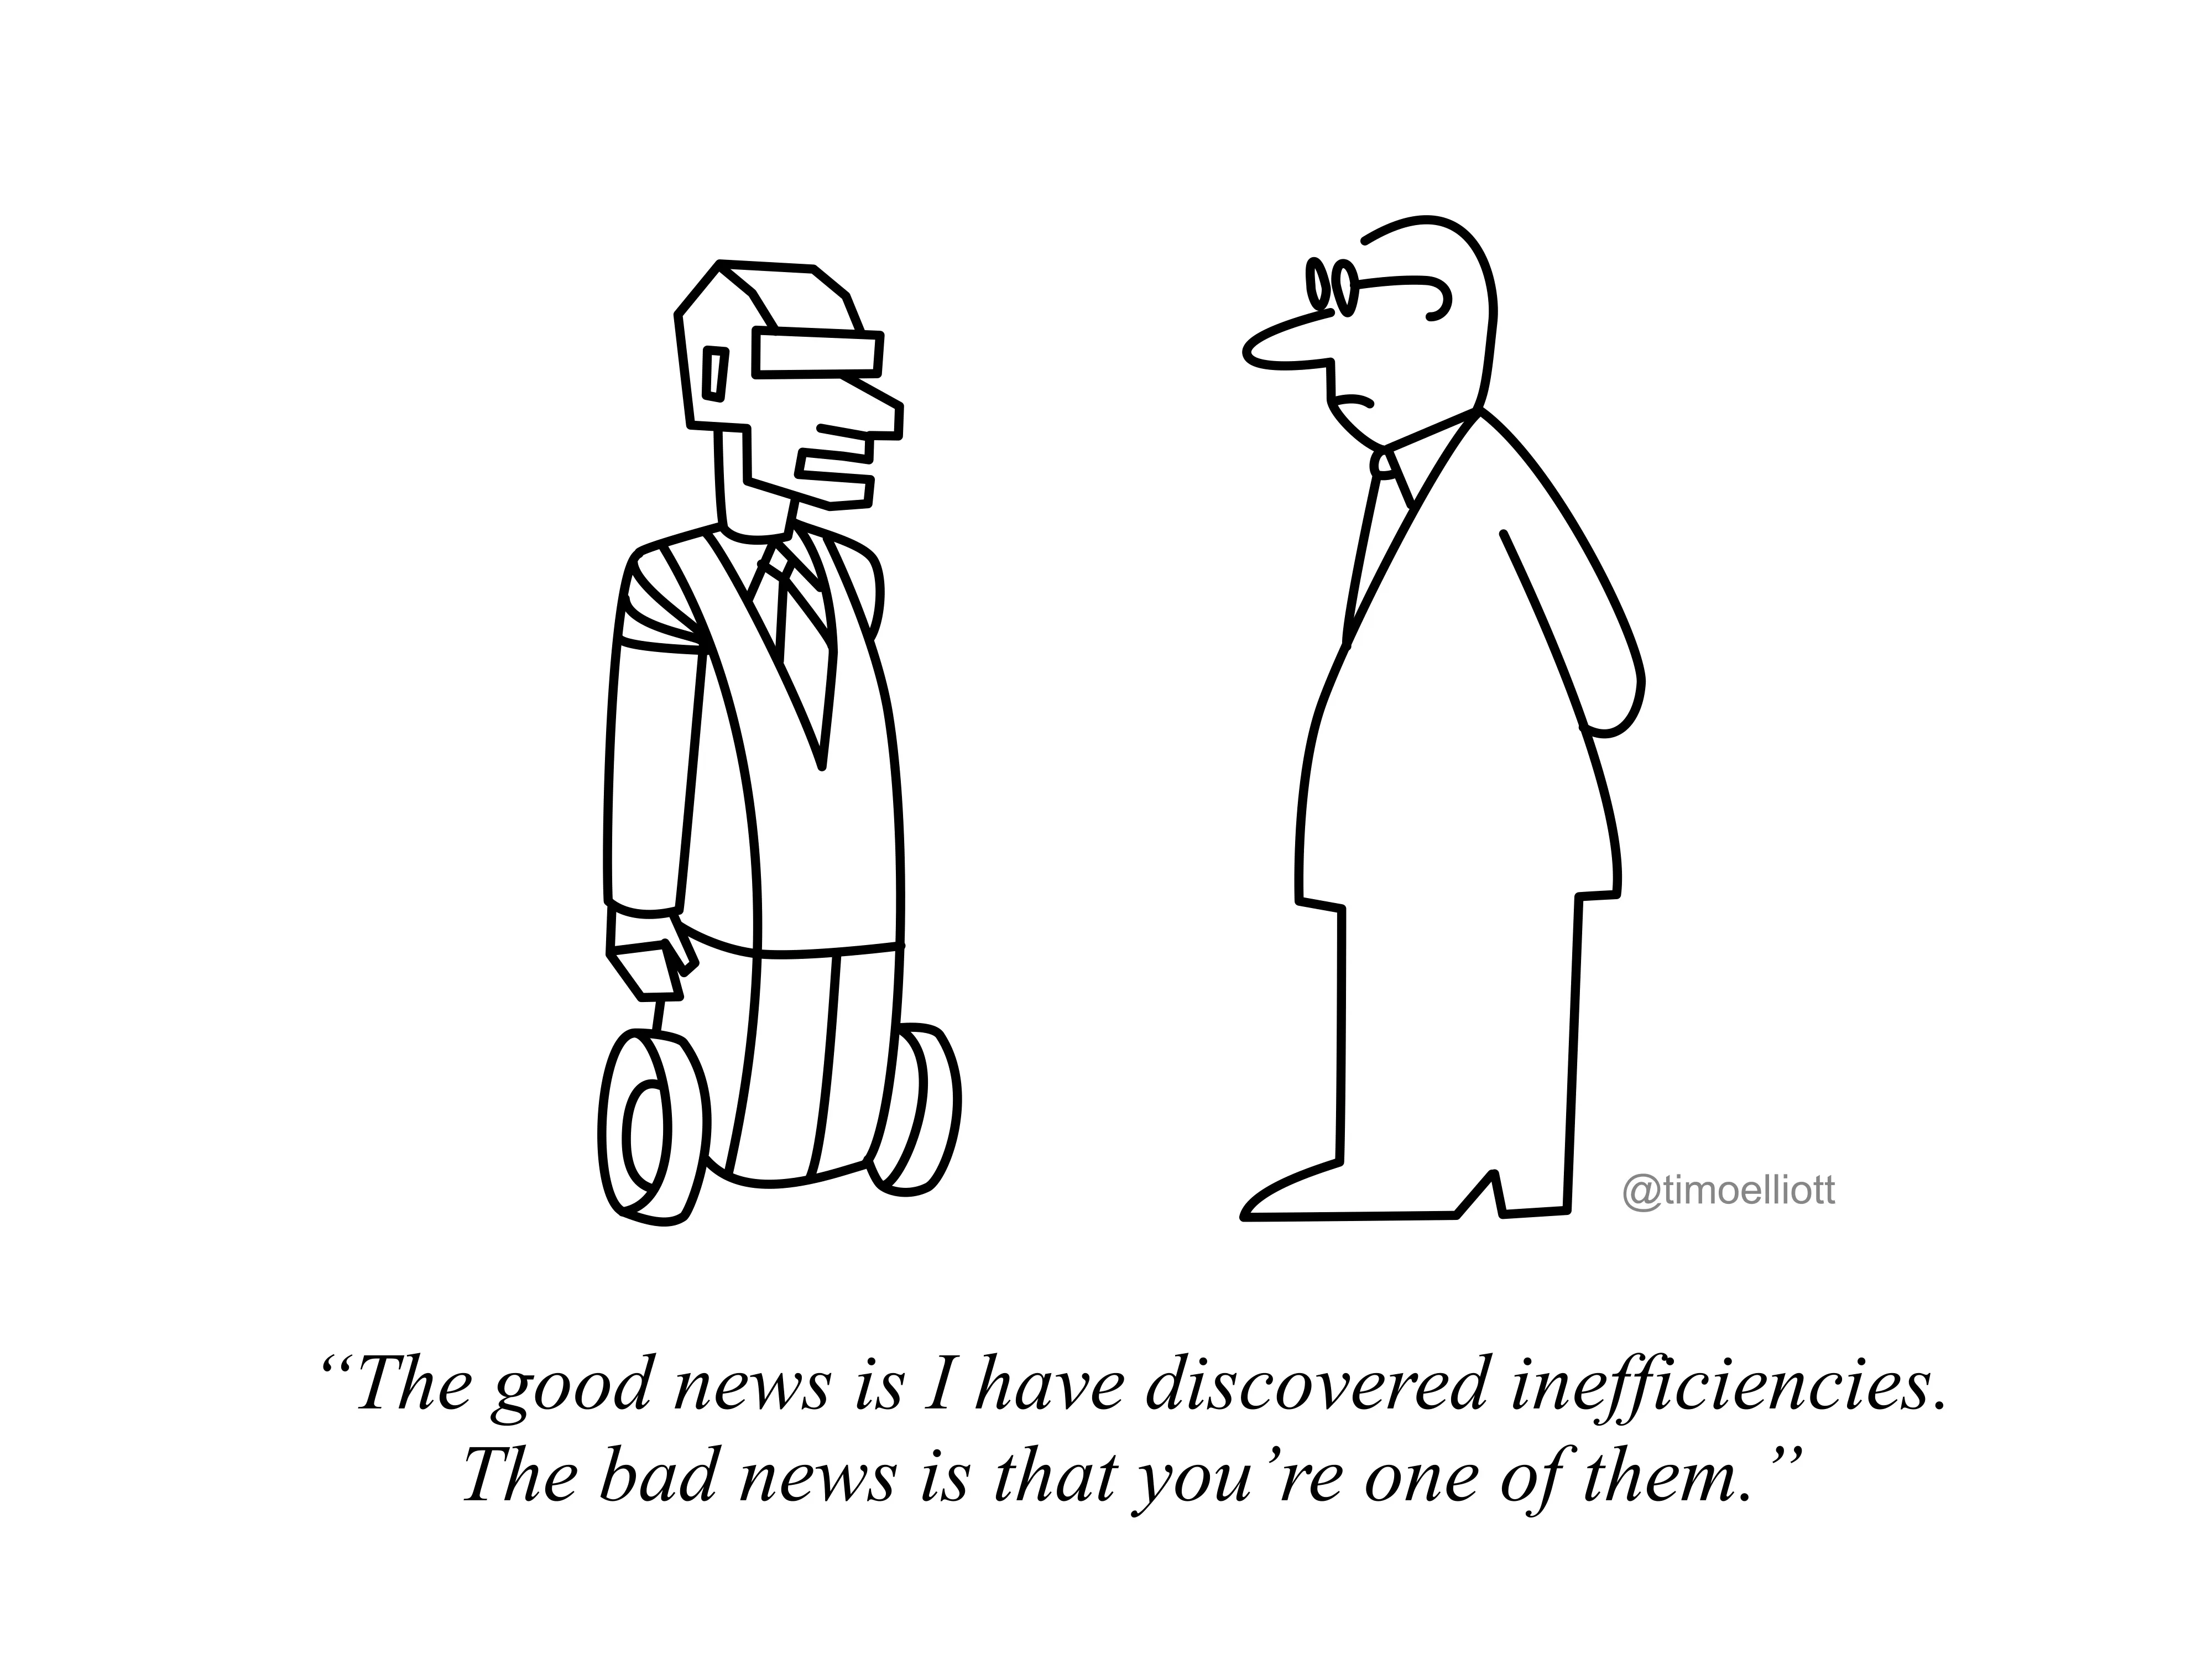 @timoelliott
“The good news is I have discovered inefficiencies.
The bad news is that you’re one of them.”